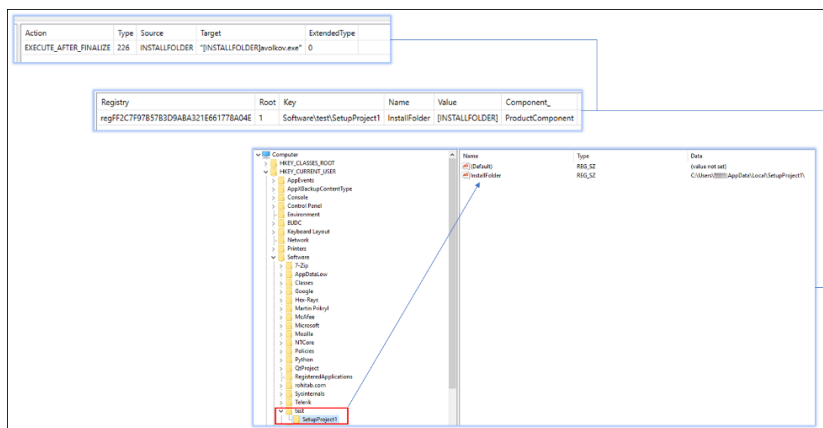 Action Type Source Target ExtendedType
EXECUTE_AFTER_FINALIZE 226 INSTALLFOLDER "[INSTALLFOLDER]avolkov.exe" 0
Registry Root Key Name Value Component_
regFF2C7F97B57B3D9ABA321E661778A04E 1 Software\test\SetupProject1 InstallFolder [INSTALLFOLDER] ProductComponent
Computer
HKEY_CLASSES_ROOT
HKEY_CURRENT_USER
AppEvents
AppXBackupContentType
Console
Control Panel
Environment
EUDC
Keyboard Layout
Network
Printers
Software
7-Zip
AppDataLow
Classes
Google
Hex-Rays
Martin Prikryl
McAfee
Microsoft
Mozilla
NTCore
Policies
Python
QtProject
RegisteredApplications
rohitab.com
Sysinternals
Telerik
test
SetupProject1
Name Type Data
(Default) REG_SZ (value not set)
InstallFolder REG_SZ C:\Users\ AppData\Local\SetupProject1\